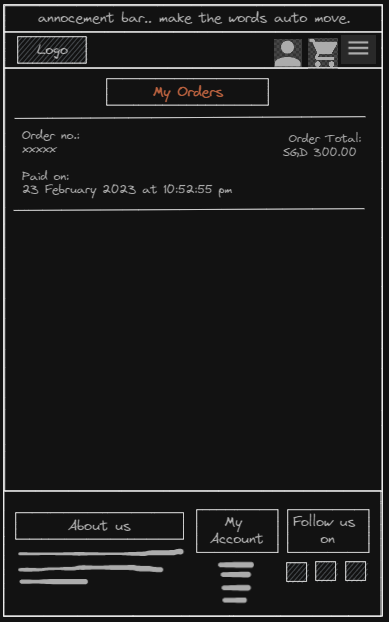 annocement bar.. make the words auto move.
Logo
My Orders
Order no.:
xxxxx
Order Total:
SGD 300.00
Paid on:
23 February 2023 at 10:52:55 pm
About us
My
Account
Follow us
on